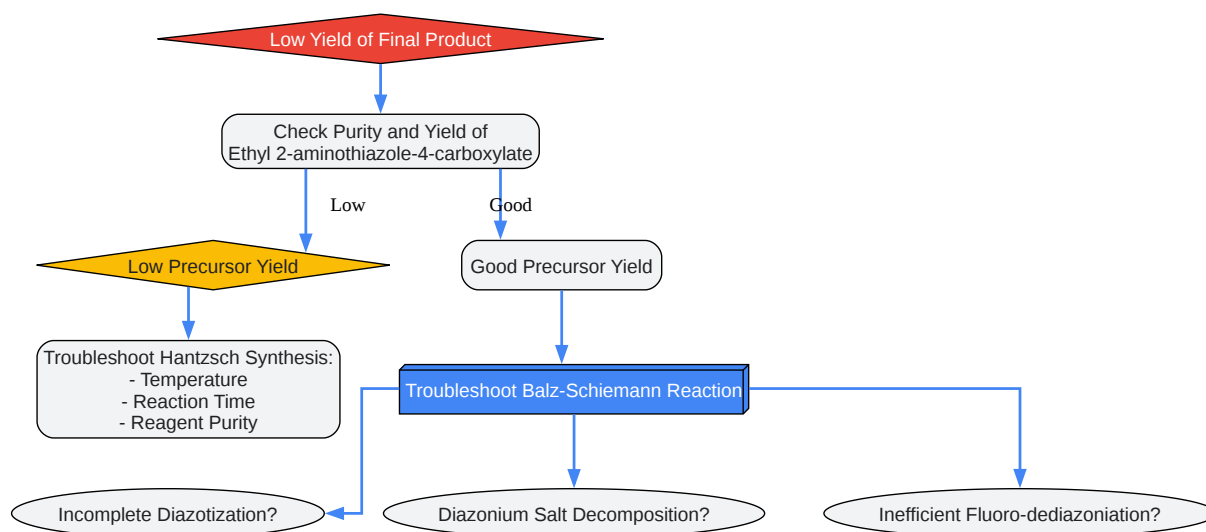 Low Yield of Final Product
Check Purity and Yield of
Ethyl 2-aminothiazole-4-carboxylate
Low
Good
Low Precursor Yield
Good Precursor Yield
Troubleshoot Hantzsch Synthesis:
- Temperature
- Reaction Time
- Reagent Purity
Troubleshoot Balz-Schiemann Reaction
Incomplete Diazotization?
Diazonium Salt Decomposition?
Inefficient Fluoro-dediazoniation?